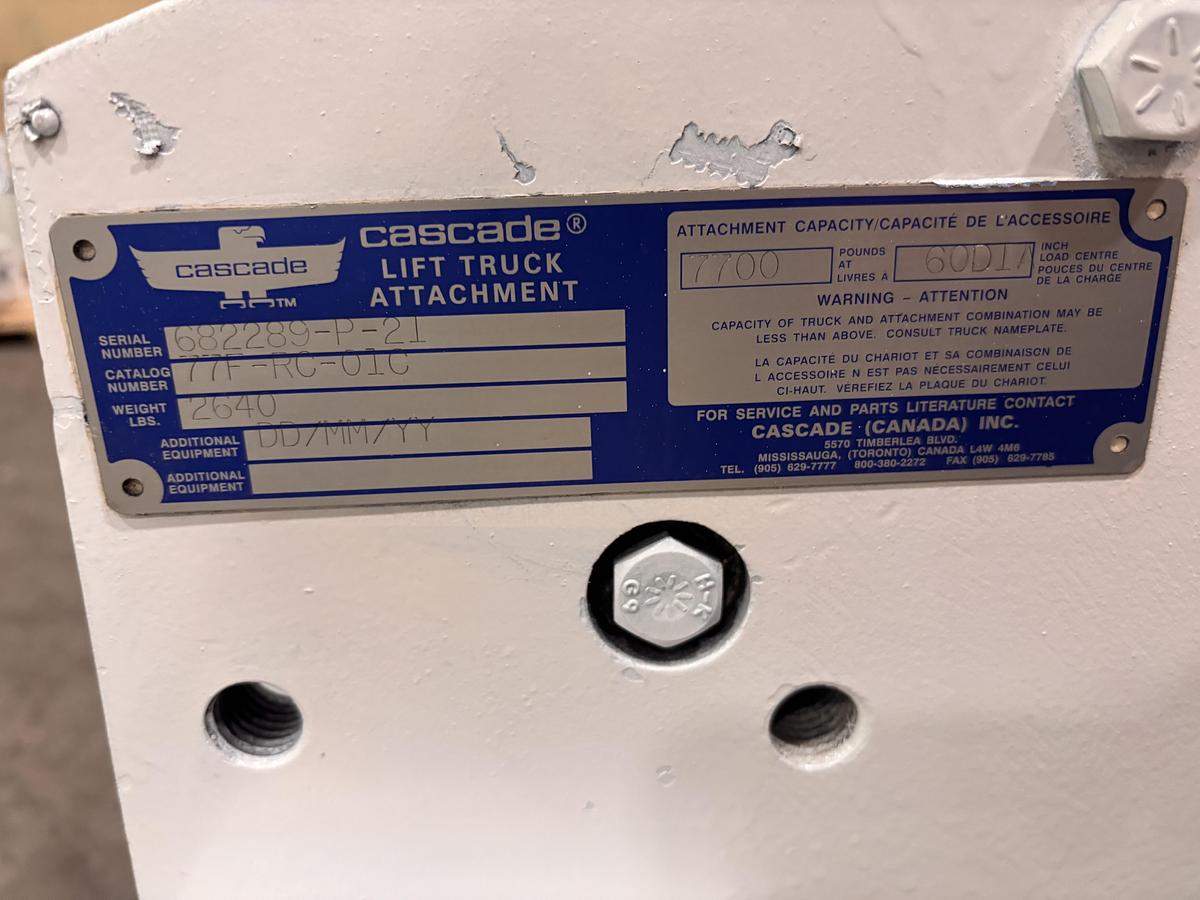 cascade
TM
cascade®
LIFT TRUCK
ATTACHMENT
SERIAL
NUMBER
682289-P-21
CATALOG
NUMBER
77F-RC-01C
WEIGHT
LBS.
2640
ADDITIONAL
EQUIPMENT
DD/MM/YY
ADDITIONAL
EQUIPMENT
ATTACHMENT CAPACITY/CAPACITÉ DE L'ACCESSOIRE
7700
POUNDS
AT
LIVRES A
60DIA
INCH
LOAD CENTRE
POUCES DU CENTRE
DE LA CHARGE
WARNING - ATTENTION
CAPACITY OF TRUCK AND ATTACHMENT COMBINATION MAY BE
LESS THAN ABOVE. CONSULT TRUCK NAMEPLATE.
LA CAPACITÉ DU CHARIOT ET SA COMBINAISON DE
L ACCESSOIRE N EST PAS NÉCESSAIREMENT CELUI
CI-HAUT. VÉREFIEZ LA PLAQUE DU CHARIOT.
FOR SERVICE AND PARTS LITERATURE CONTACT
CASCADE (CANADA) INC.
5570 TIMBERLEA BLVD.
MISSISSAUGA, (TORONTO) CANADA L4W 4M6
TEL. (905) 629-7777 800-380-2272 FAX (905) 629-7785
H-K
G9